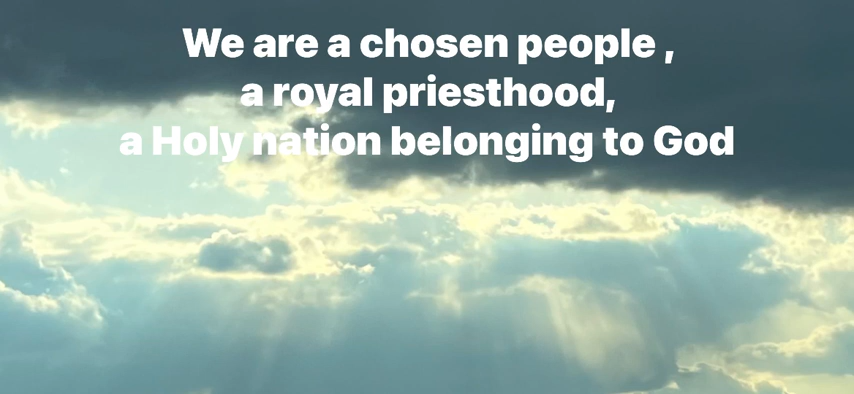 We are a chosen people ,
a royal priesthood,
a Holy nation belonging to God